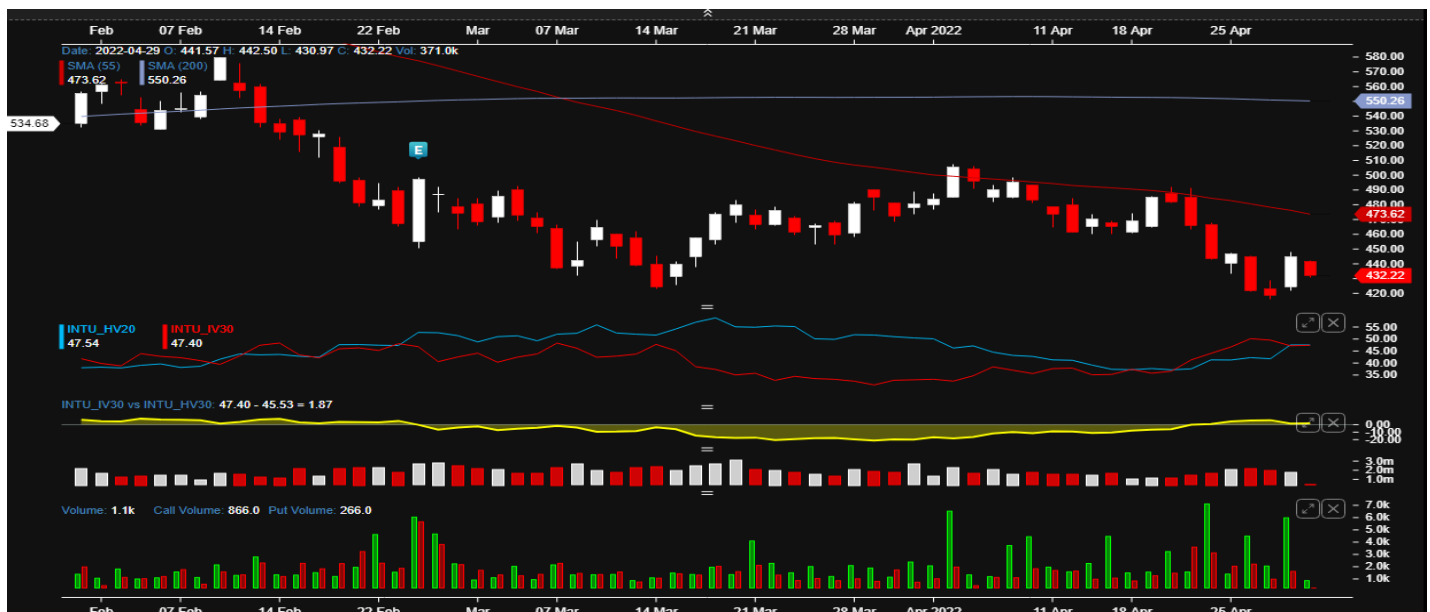 Feb 07 Feb 14 Feb 22 Feb Mar 07 Mar 14 Mar 21 Mar 28 Mar Apr 2022 11 Apr 18 Apr 25 Apr
Date: 2022-04-29 O: 441.57 H: 442.50 L: 430.97 C: 432.22 Vol: 371.0k
SMA (55) SMA (200)
473.62 550.26
580.00
570.00
560.00
550.26
540.00
534.68
530.00
520.00
E
510.00
500.00
490.00
480.00
473.62
460.00
450.00
440.00
432.22
420.00
INTU_HV20 INTU_IV30
47.54 47.40
55.00
50.00
45.00
40.00
35.00
INTU_IV30 vs INTU_HV30: 47.40 - 45.53 = 1.87
0.00
-10.00
-20.00
3.0m
2.0m
1.0m
Volume: 1.1k Call Volume: 866.0 Put Volume: 266.0
7.0k
6.0k
5.0k
4.0k
3.0k
2.0k
1.0k
Feb 07 Feb 14 Feb 22 Feb Mar 07 Mar 14 Mar 21 Mar 28 Mar Apr 2022 11 Apr 18 Apr 25 Apr